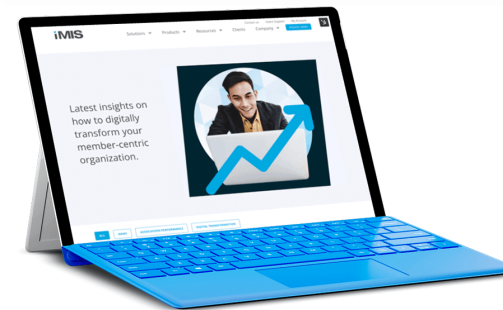 iMIS
Solutions Products Resources Clients Company
Latest insights on
how to digitally
transform your
member-centric
organization.